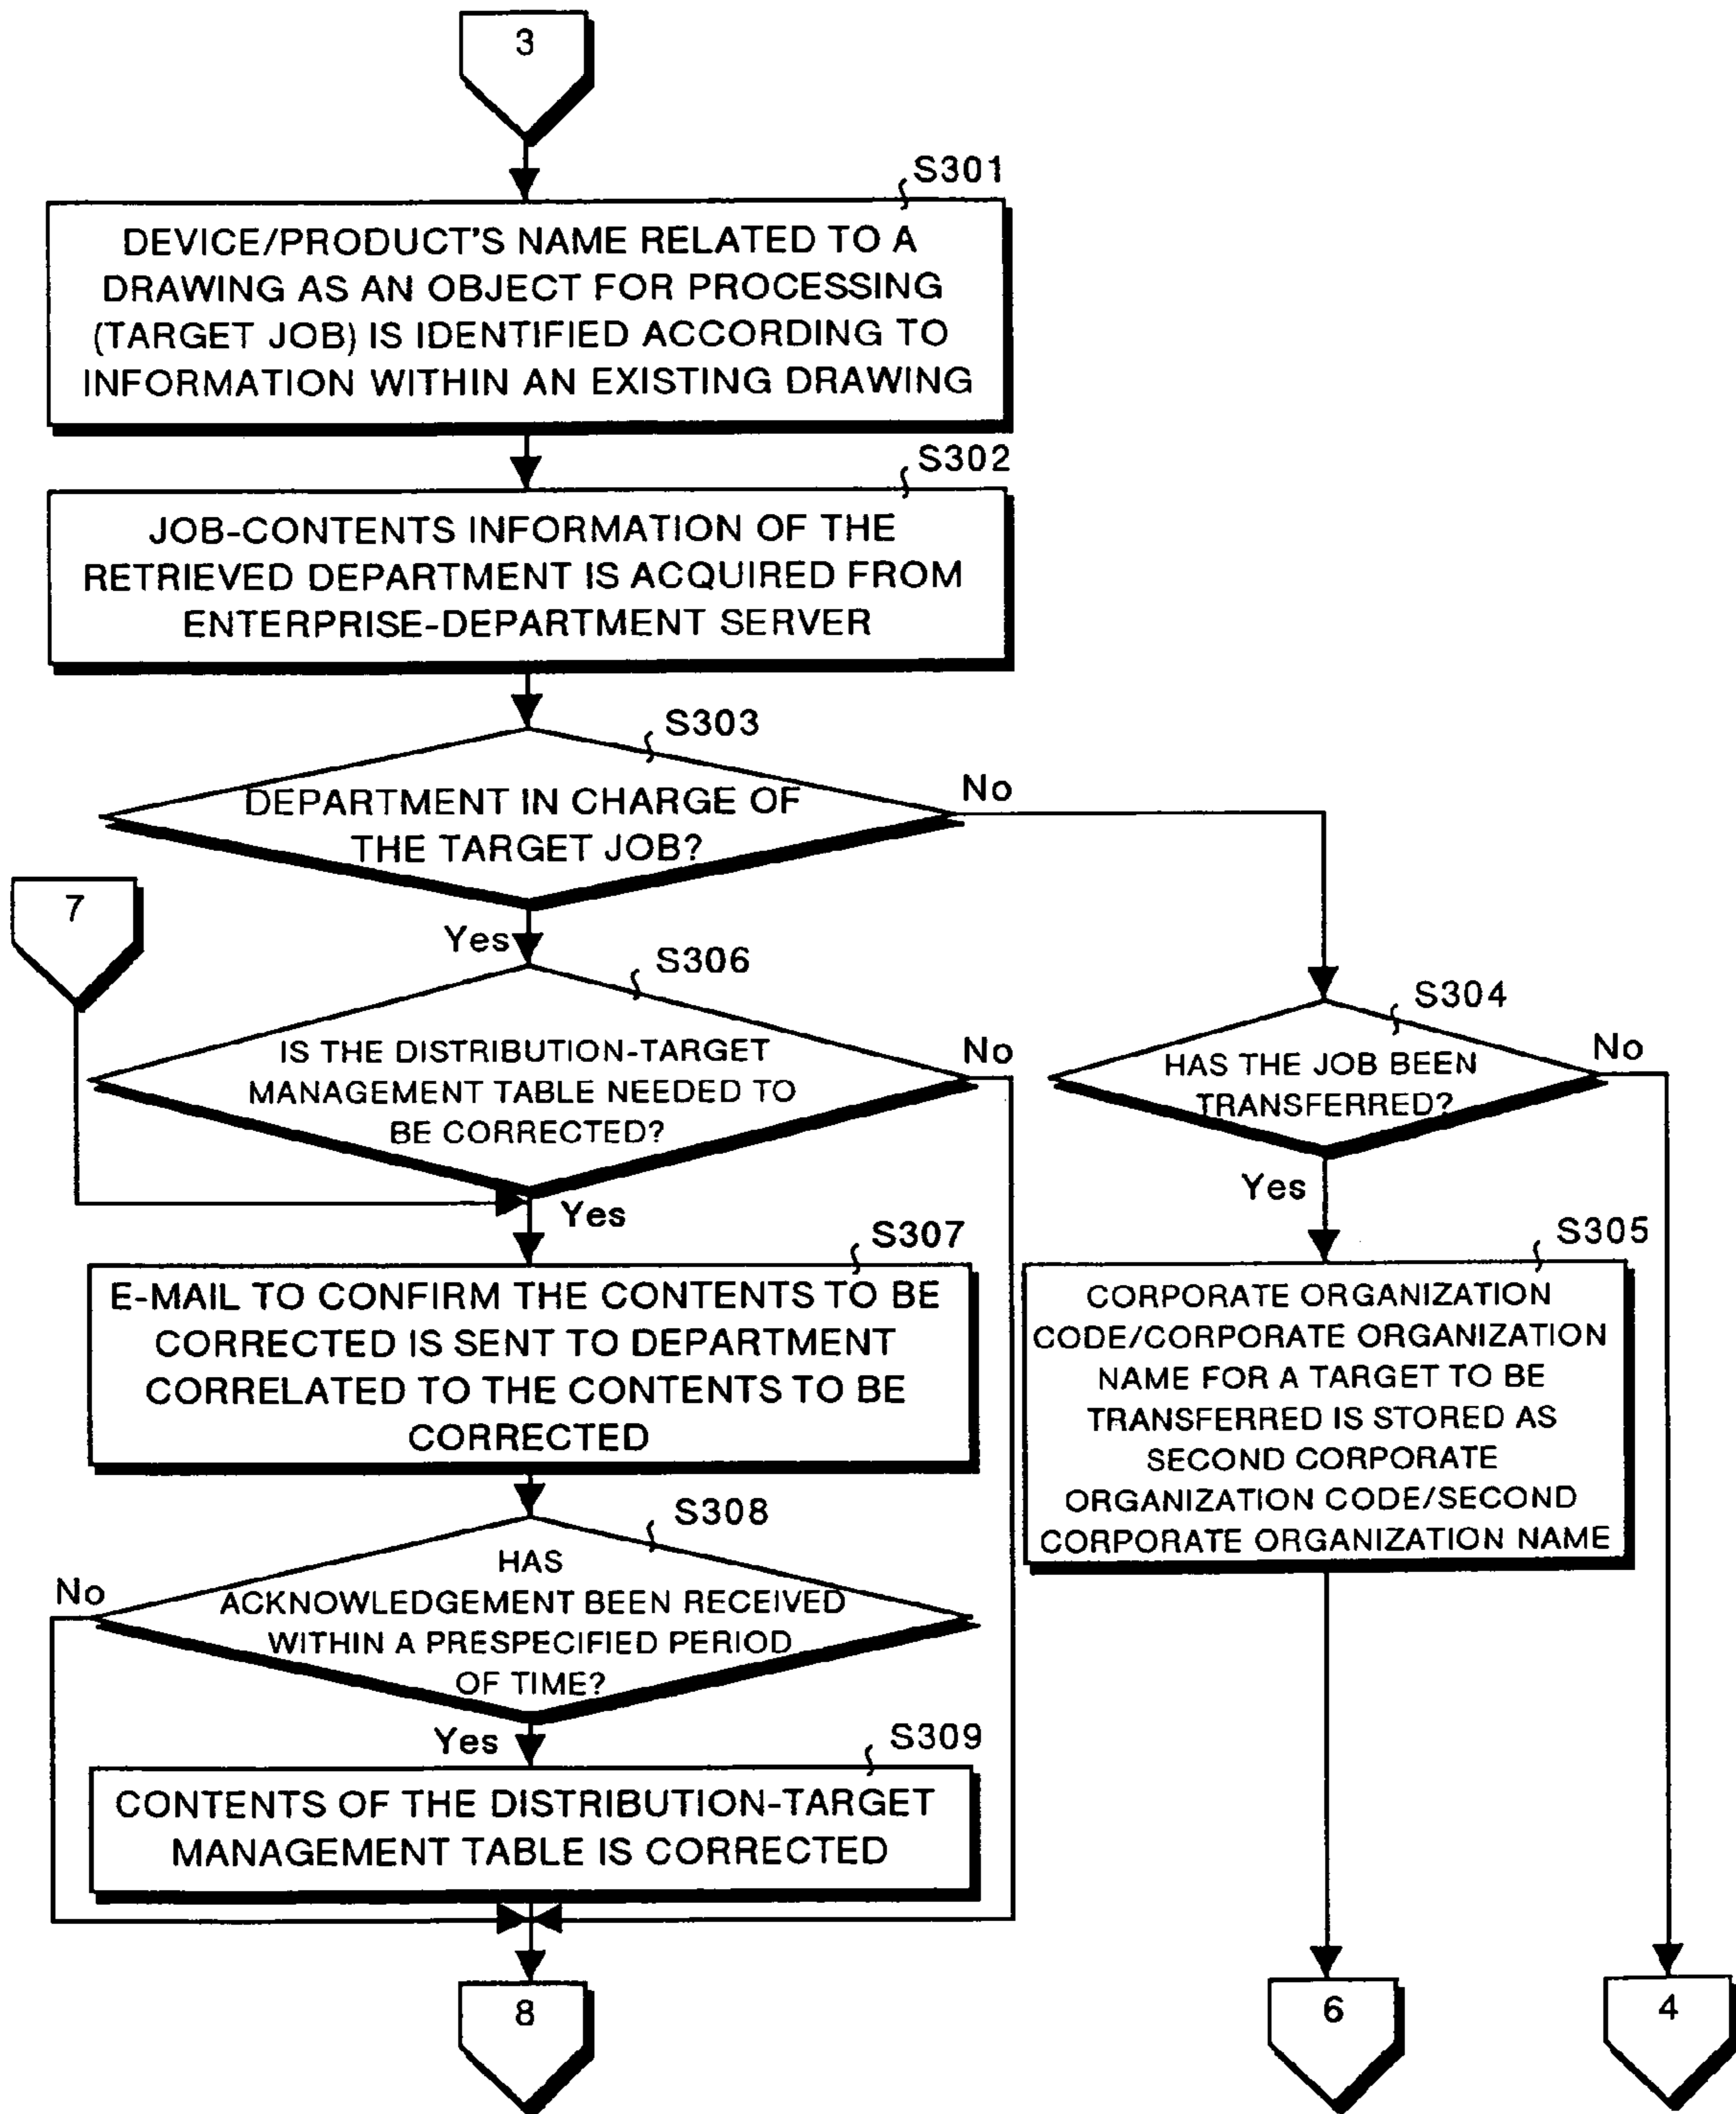 3
S301
DEVICE/PRODUCT'S NAME RELATED TO A
DRAWING AS AN OBJECT FOR PROCESSING
(TARGET JOB) IS IDENTIFIED ACCORDING TO
INFORMATION WITHIN AN EXISTING DRAWING
S302
JOB-CONTENTS INFORMATION OF THE
RETRIEVED DEPARTMENT IS ACQUIRED FROM
ENTERPRISE-DEPARTMENT SERVER
S303
DEPARTMENT IN CHARGE OF
THE TARGET JOB?
No
Yes
7
S306
IS THE DISTRIBUTION-TARGET
MANAGEMENT TABLE NEEDED TO
BE CORRECTED?
No
Yes
S304
HAS THE JOB BEEN
TRANSFERRED?
No
Yes
S305
CORPORATE ORGANIZATION
CODE/CORPORATE ORGANIZATION
NAME FOR A TARGET TO BE
TRANSFERRED IS STORED AS
SECOND CORPORATE
ORGANIZATION CODE/SECOND
CORPORATE ORGANIZATION NAME
S307
E-MAIL TO CONFIRM THE CONTENTS TO BE
CORRECTED IS SENT TO DEPARTMENT
CORRELATED TO THE CONTENTS TO BE
CORRECTED
S308
HAS
ACKNOWLEDGEMENT BEEN RECEIVED
WITHIN A PRESPECIFIED PERIOD
OF TIME?
No
Yes
S309
CONTENTS OF THE DISTRIBUTION-TARGET
MANAGEMENT TABLE IS CORRECTED
8
6
4